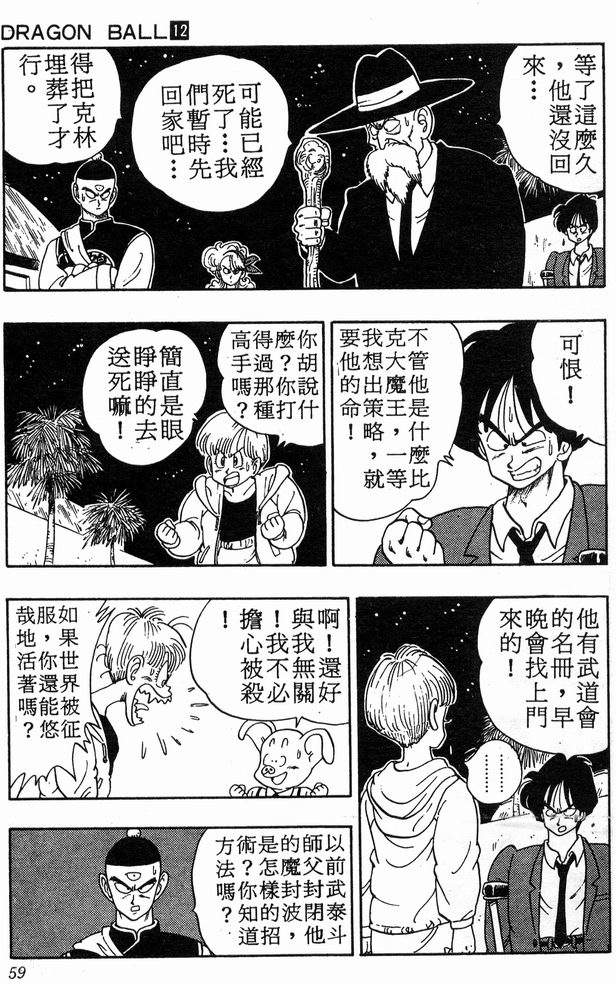 DRAGON BALL 12
等了這麼久
，他還沒回
來…
可能已經
死了…我
們暫時先
回家吧…
得把克林
埋葬了才
行。
可恨！
不管他是什麼比
克大魔王，一等
我想出策略，就
要他的命！
你胡說什
麼？你打
得過那種
高手嗎？
簡直是眼
睜睜的去
送死嘛！
他有武道會
的名冊，早
晚會找上門
來的！
………
啊！還好
與我無關
！我不必
擔心被殺
！
如果世界被征
服，你還能悠
哉地活著嗎？
以前武泰斗
師父封閉他
的魔封波，
是怎樣的招
術？你知道
方法嗎？
59